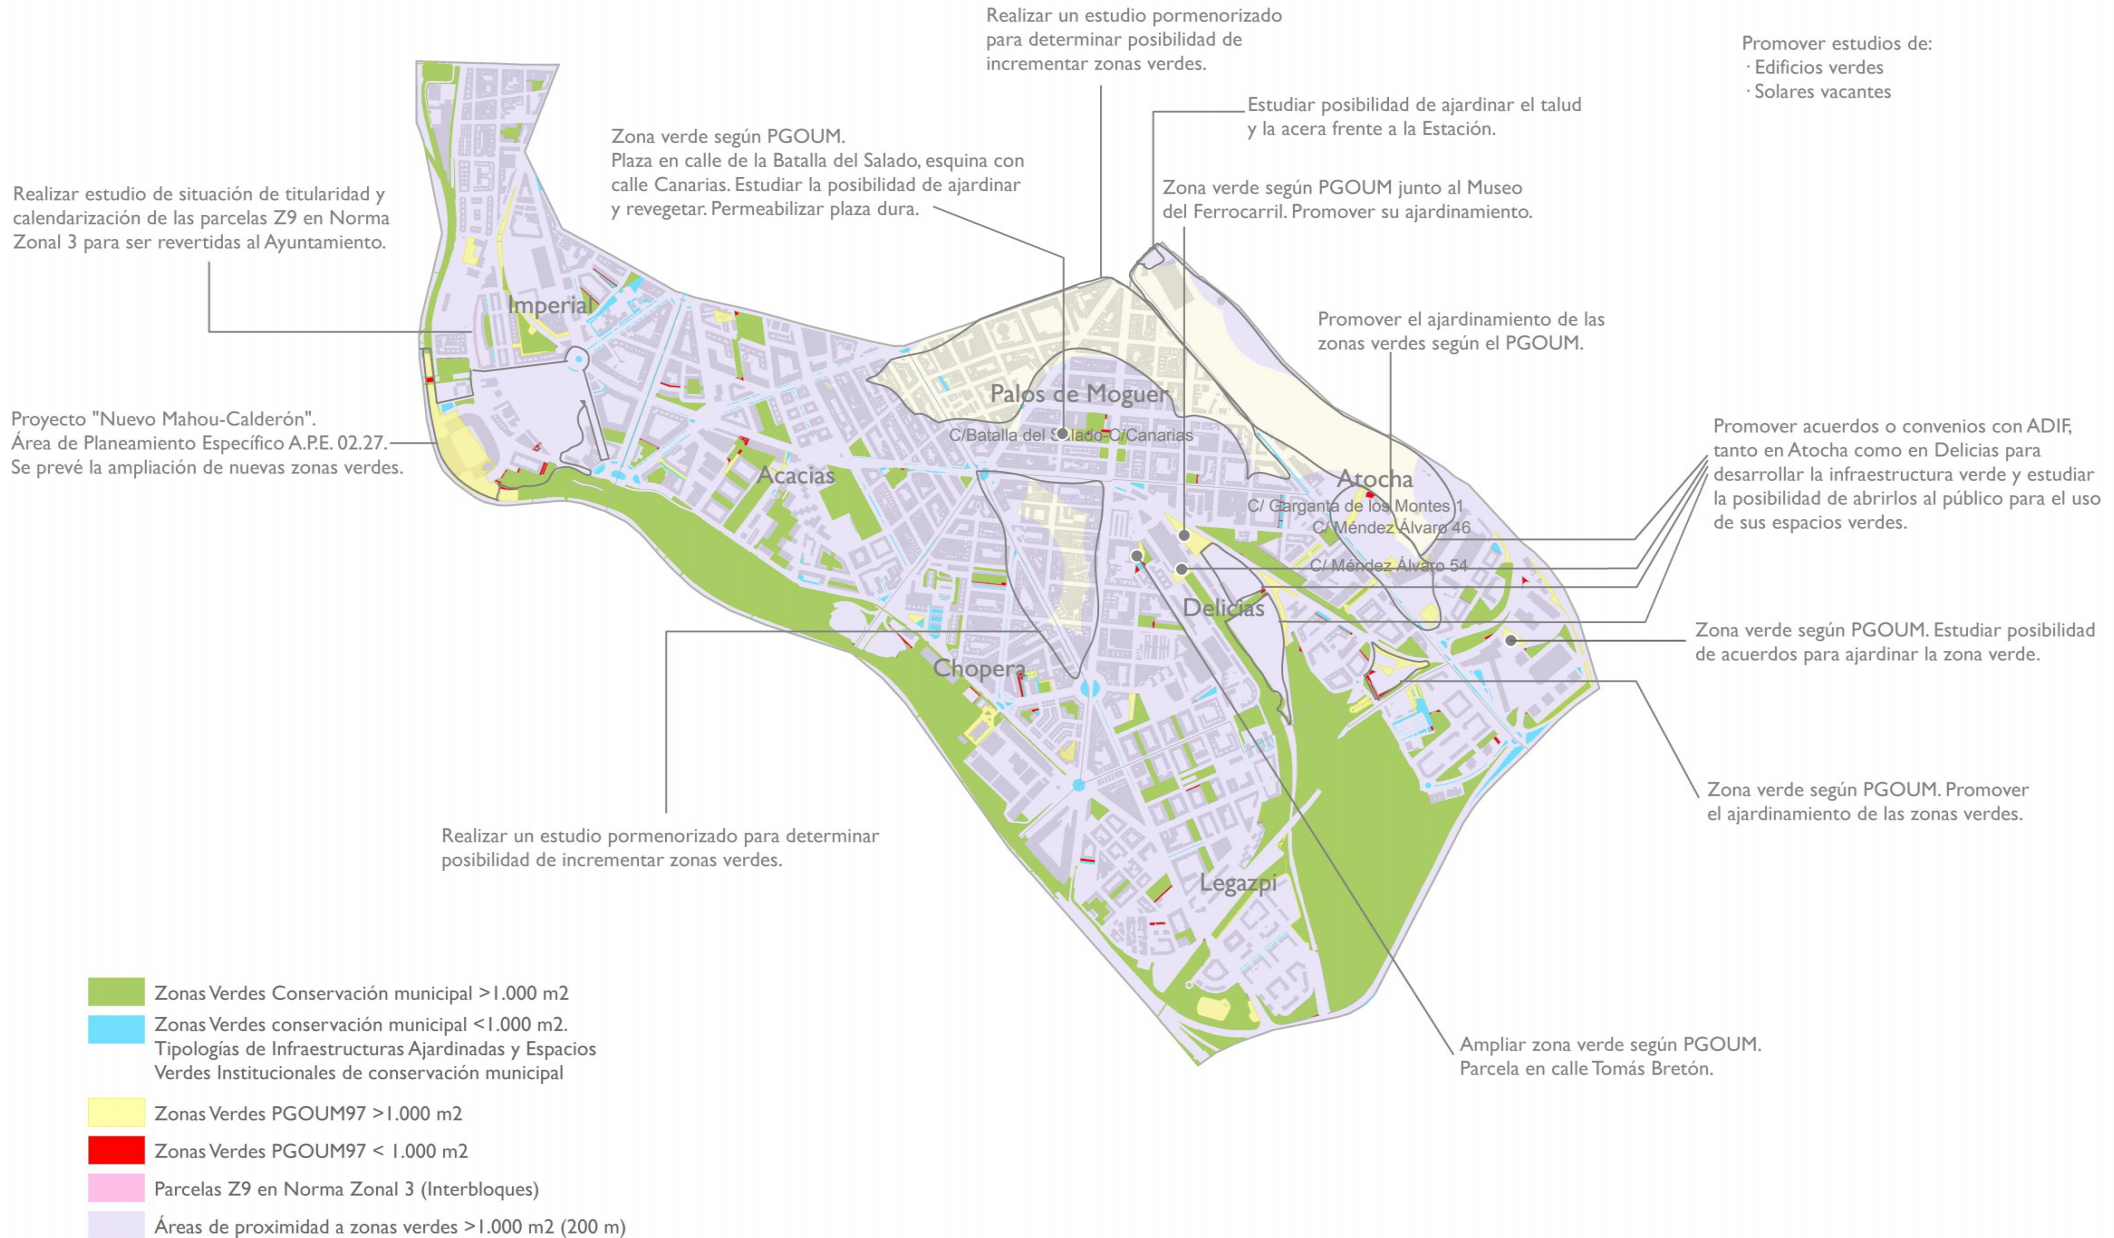 Realizar un estudio pormenorizado
para determinar posibilidad de
incrementar zonas verdes.
Promover estudios de:
· Edificios verdes
· Solares vacantes
Estudiar posibilidad de ajardinar el talud
y la acera frente a la Estación.
Zona verde según PGOUM.
Plaza en calle de la Batalla del Salado, esquina con
calle Canarias. Estudiar la posibilidad de ajardinar
y revegetar. Permeabilizar plaza dura.
Zona verde según PGOUM junto al Museo
del Ferrocarril. Promover su ajardinamiento.
Realizar estudio de situación de titularidad y
calendarización de las parcelas Z9 en Norma
Zonal 3 para ser revertidas al Ayuntamiento.
Imperial
Promover el ajardinamiento de las
zonas verdes según el PGOUM.
Palos de Moguer
Proyecto "Nuevo Mahou-Calderón".
Área de Planeamiento Específico A.P.E. 02.27.
Se prevé la ampliación de nuevas zonas verdes.
C/Batalla del Salado-C/Canarias
Promover acuerdos o convenios con ADIF,
tanto en Atocha como en Delicias para
desarrollar la infraestructura verde y estudiar
la posibilidad de abrirlos al público para el uso
de sus espacios verdes.
Acacias
Atocha
C/ Garganta de los Montes 1
C/ Méndez Álvaro 46
C/ Méndez Álvaro 54
Delicias
Zona verde según PGOUM. Estudiar posibilidad
de acuerdos para ajardinar la zona verde.
Chopera
Zona verde según PGOUM. Promover
el ajardinamiento de las zonas verdes.
Realizar un estudio pormenorizado para determinar
posibilidad de incrementar zonas verdes.
Legazpi
Ampliar zona verde según PGOUM.
Parcela en calle Tomás Bretón.
Zonas Verdes Conservación municipal >1.000 m2
Zonas Verdes conservación municipal <1.000 m2.
Tipologías de Infraestructuras Ajardinadas y Espacios
Verdes Institucionales de conservación municipal
Zonas Verdes PGOUM97 >1.000 m2
Zonas Verdes PGOUM97 < 1.000 m2
Parcelas Z9 en Norma Zonal 3 (Interbloques)
Áreas de proximidad a zonas verdes >1.000 m2 (200 m)